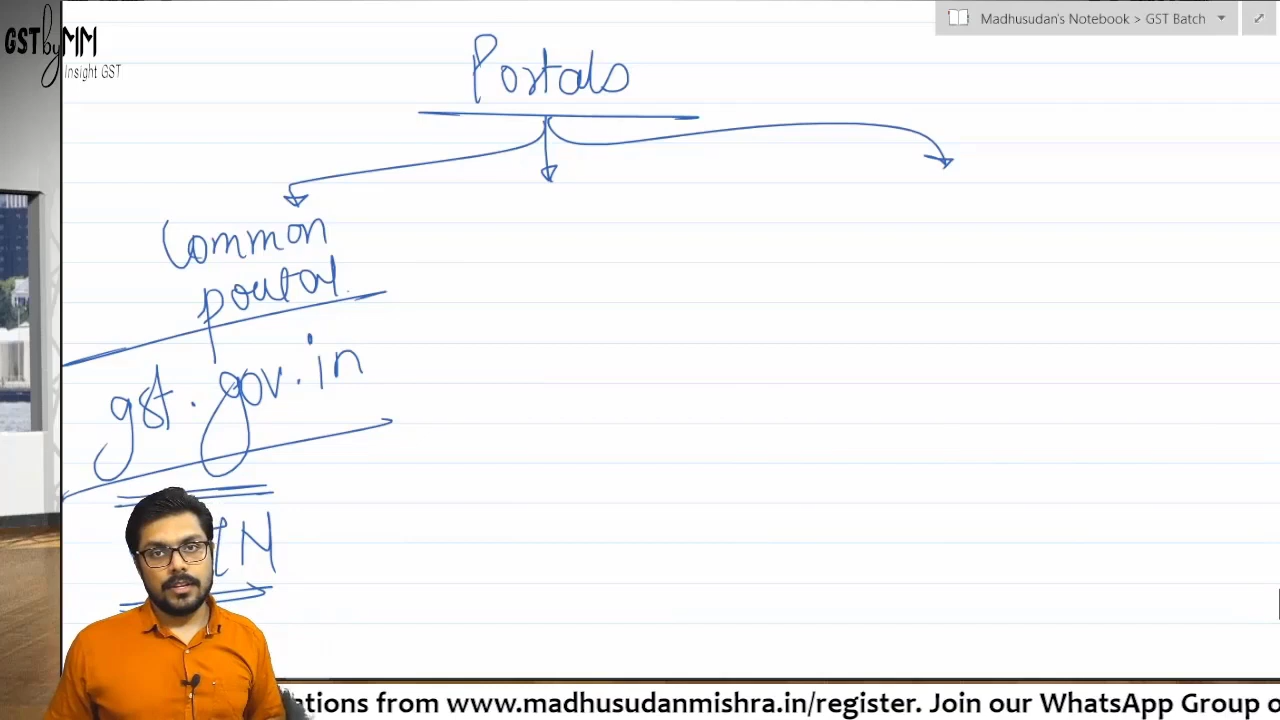 GST by MM
Insight GST
Madhusudan's Notebook > GST Batch
Portals
Common
portal
gst.gov.in
N
ations from www.madhusudanmishra.in/register. Join our WhatsApp Group